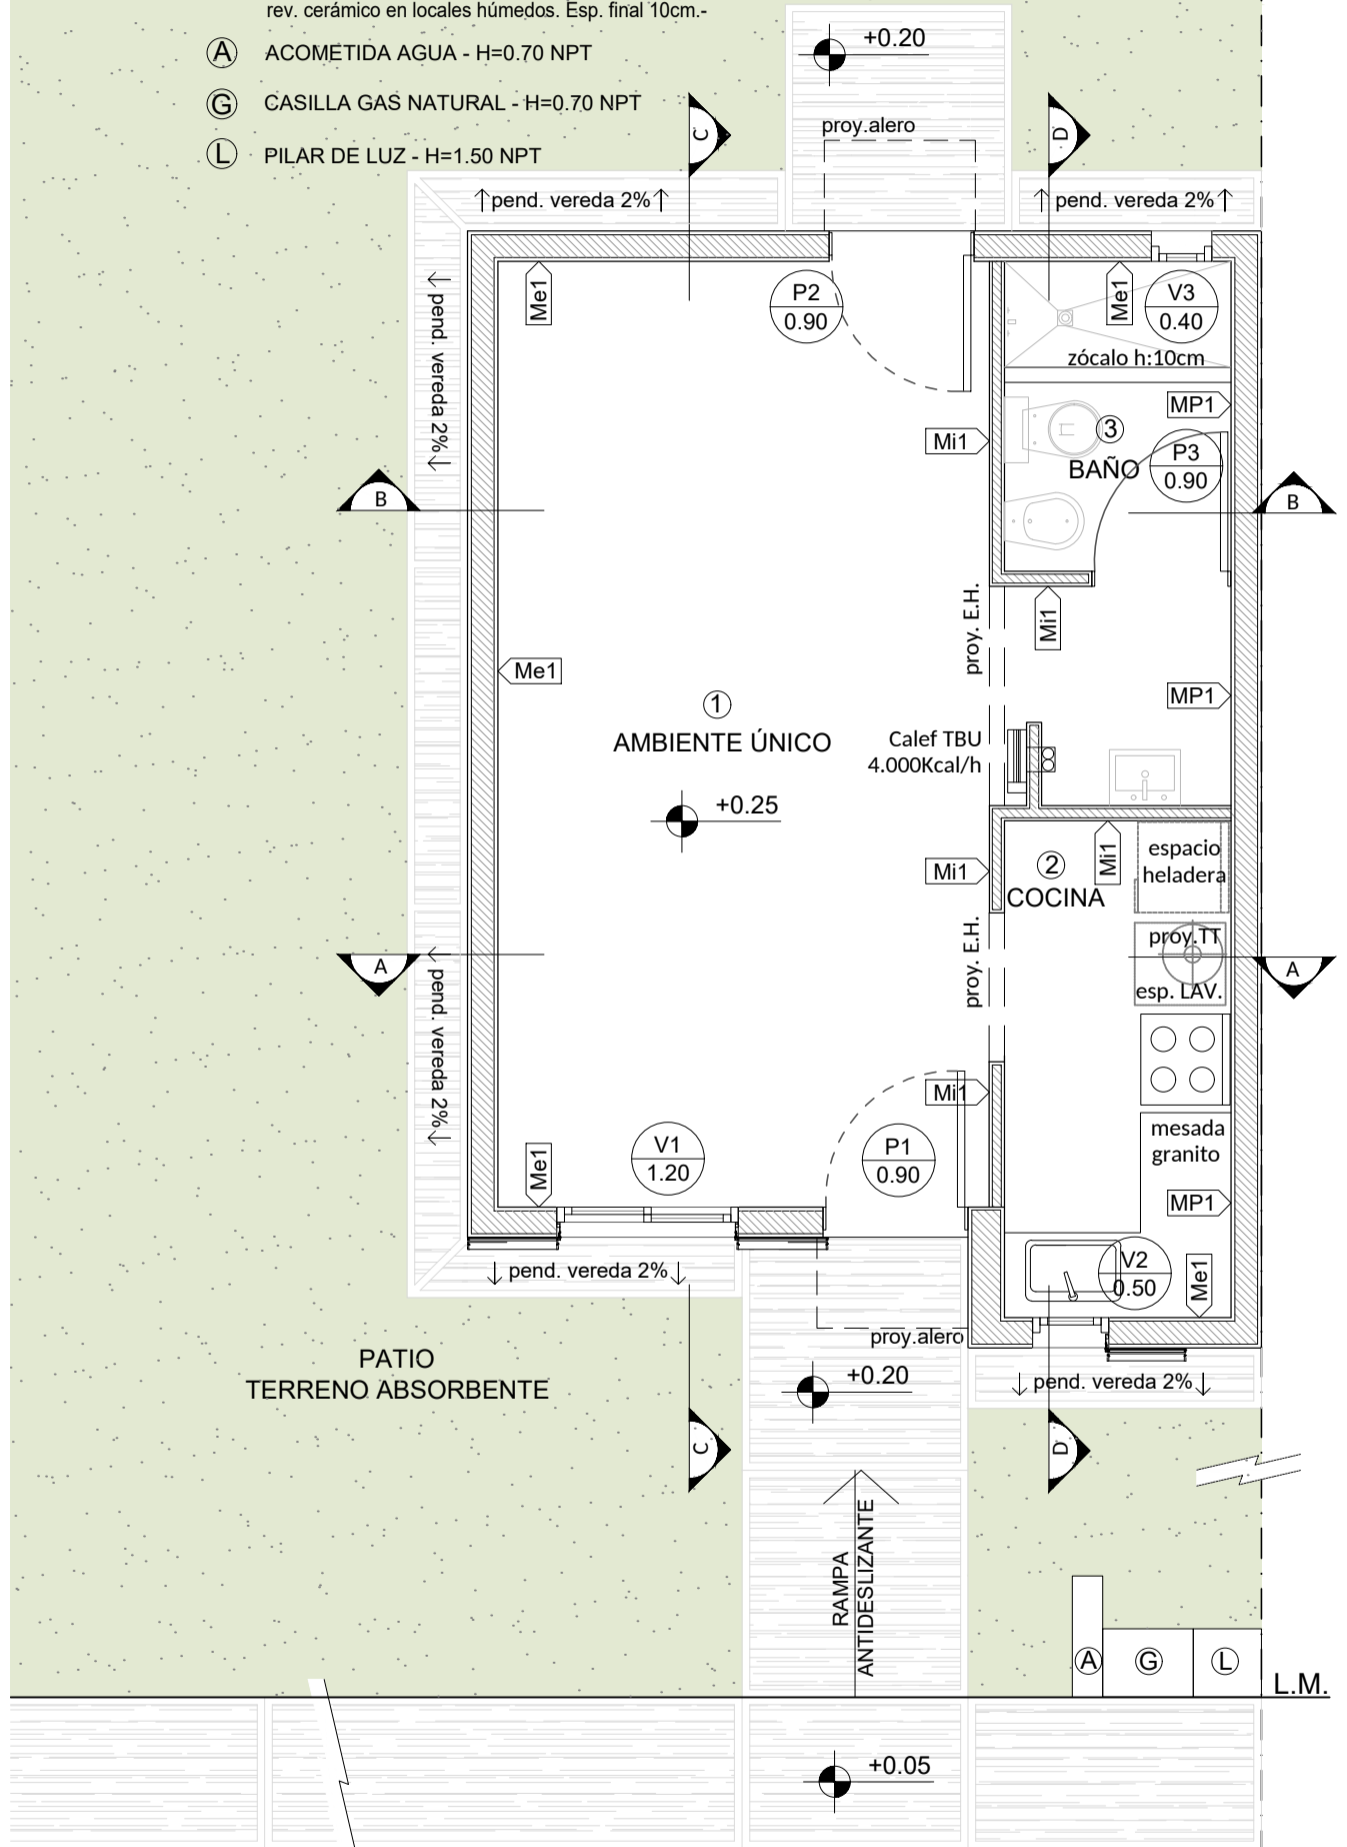 rev. cerámico en locales húmedos. Esp. final 10cm.-
A ACOMETIDA AGUA - H=0.70 NPT
G CASILLA GAS NATURAL - H=0.70 NPT
L PILAR DE LUZ - H=1.50 NPT
+0.20
proy.alero
C
D
pend. vereda 2%
pend. vereda 2%
pend. vereda 2%
Me1
P2
0.90
Me1
V3
0.40
zócalo h:10cm
MP1
Mi1
3
BAÑO
P3
0.90
B
B
proy. E.H.
Mi1
Me1
MP1
1
AMBIENTE ÚNICO
Calef TBU
4.000Kcal/h
+0.25
Mi1
2
COCINA
Mi1
espacio
heladera
proy. E.H.
proy.TT
esp. LAV.
A
A
pend. vereda 2%
Mi1
mesada
granito
V1
1.20
P1
0.90
Me1
MP1
V2
0.50
Me1
pend. vereda 2%
proy.alero
PATIO
TERRENO ABSORBENTE
+0.20
pend. vereda 2%
C
D
RAMPA
ANTIDESLIZANTE
A
G
L
L.M.
+0.05